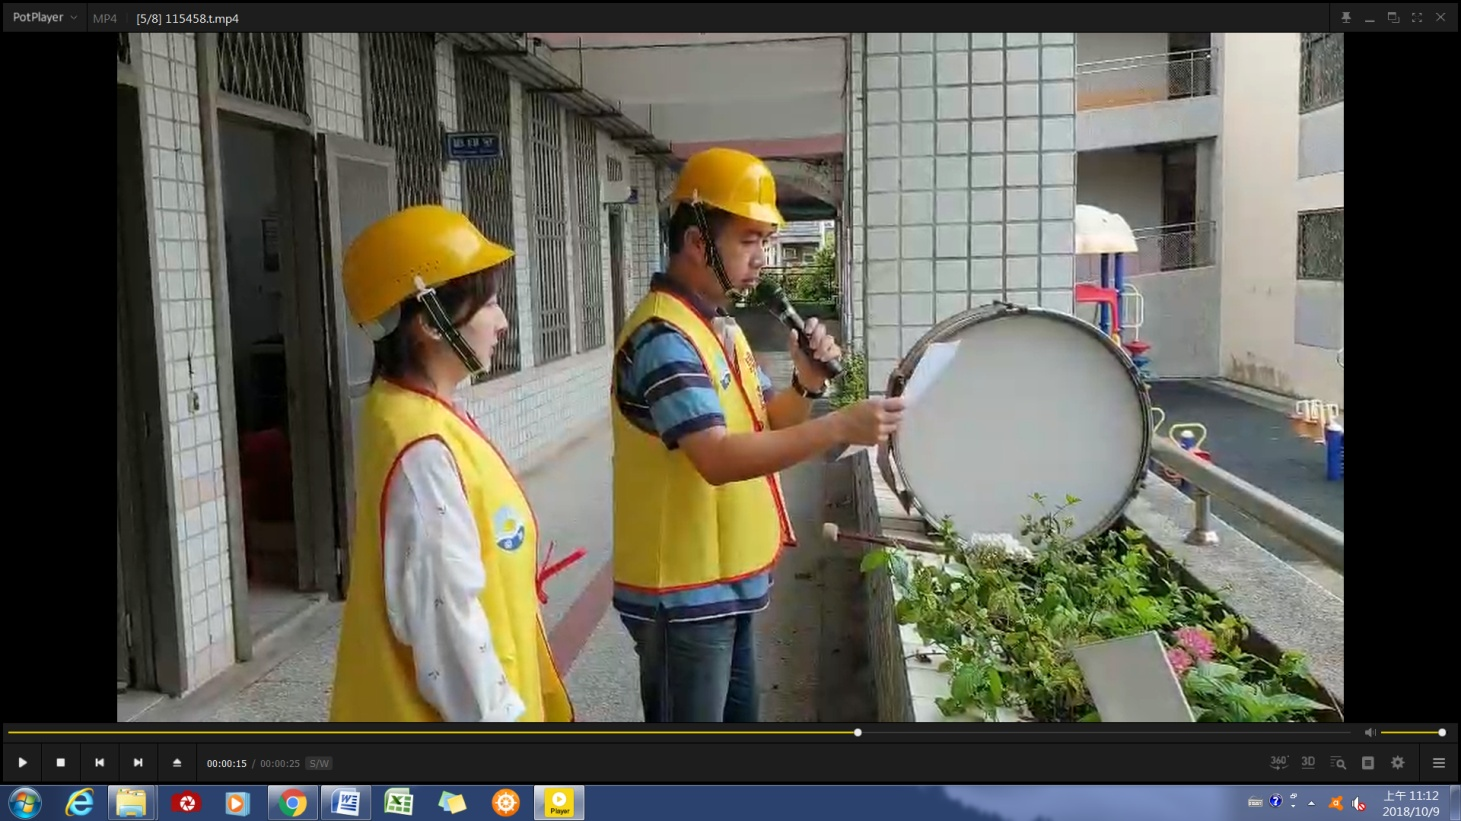 PotPlayer
MP4
[5/8] 115458.t.mp4
00:00:15 / 00:00:25 S/W
360°
3D
Player
上午 11:12
2018/10/9